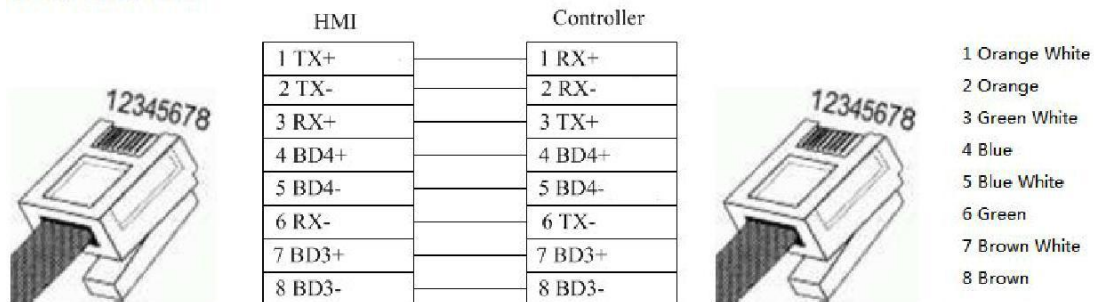 HMI Controller
1 TX+ 1 RX+
2 TX- 2 RX-
3 RX+ 3 TX+
4 BD4+ 4 BD4+
5 BD4- 5 BD4-
6 RX- 6 TX-
7 BD3+ 7 BD3+
8 BD3- 8 BD3-
12345678
12345678
1 Orange White
2 Orange
3 Green White
4 Blue
5 Blue White
6 Green
7 Brown White
8 Brown